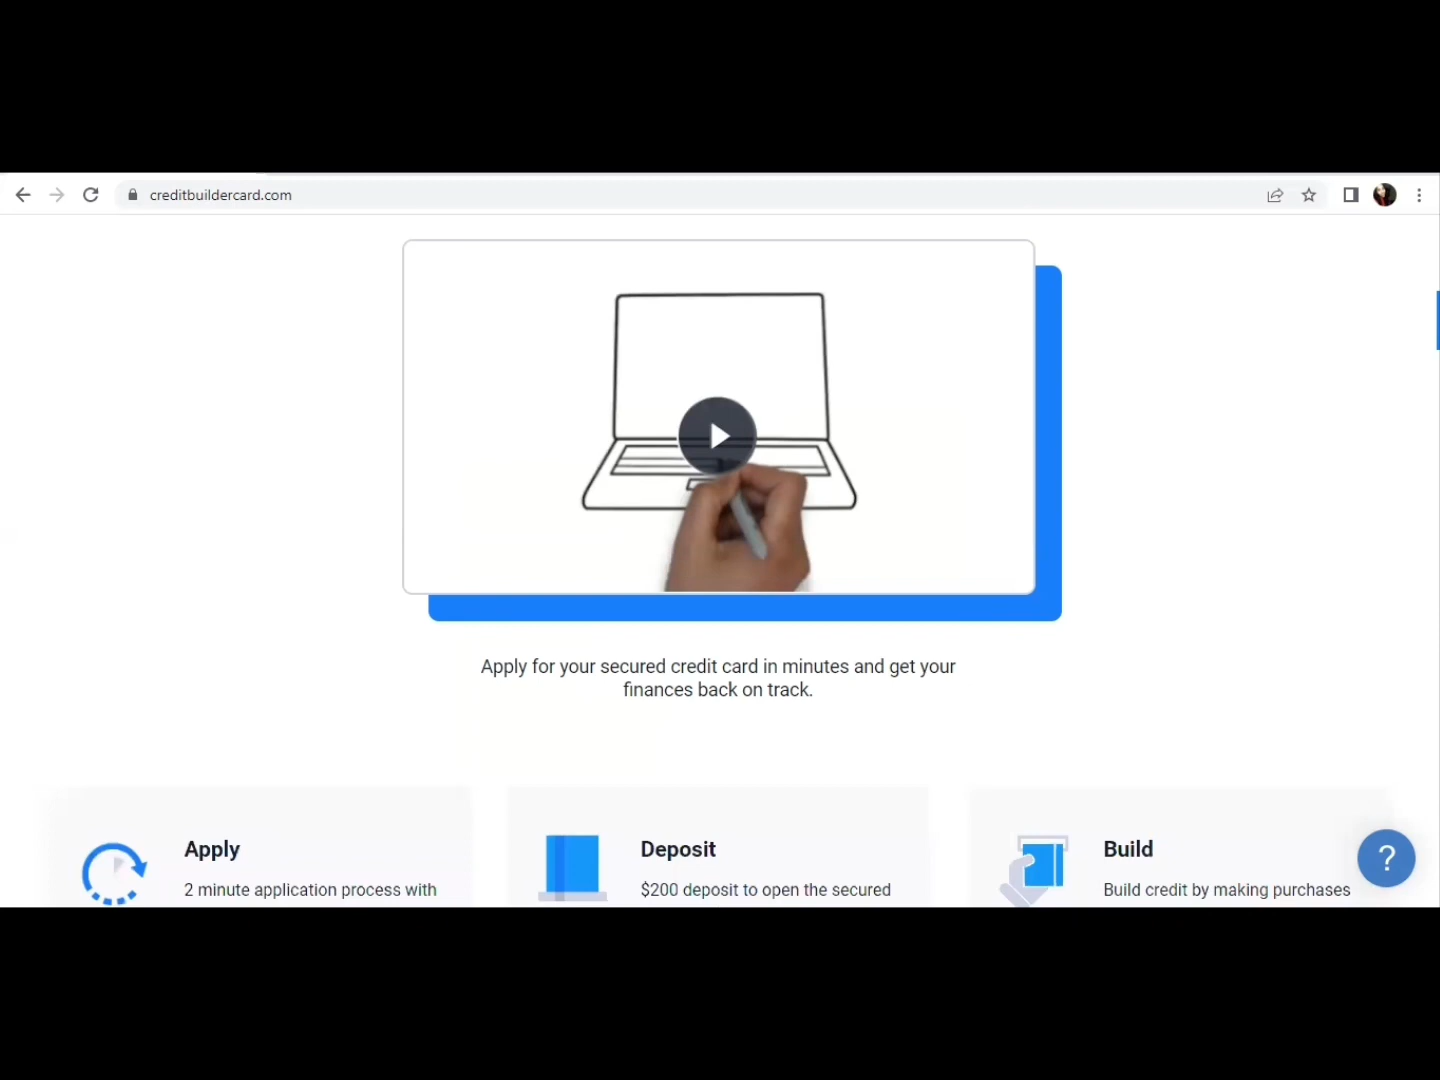 creditbuildercard.com
Apply for your secured credit card in minutes and get your
finances back on track.
Apply
2 minute application process with
Deposit
$200 deposit to open the secured
Build
Build credit by making purchases
?